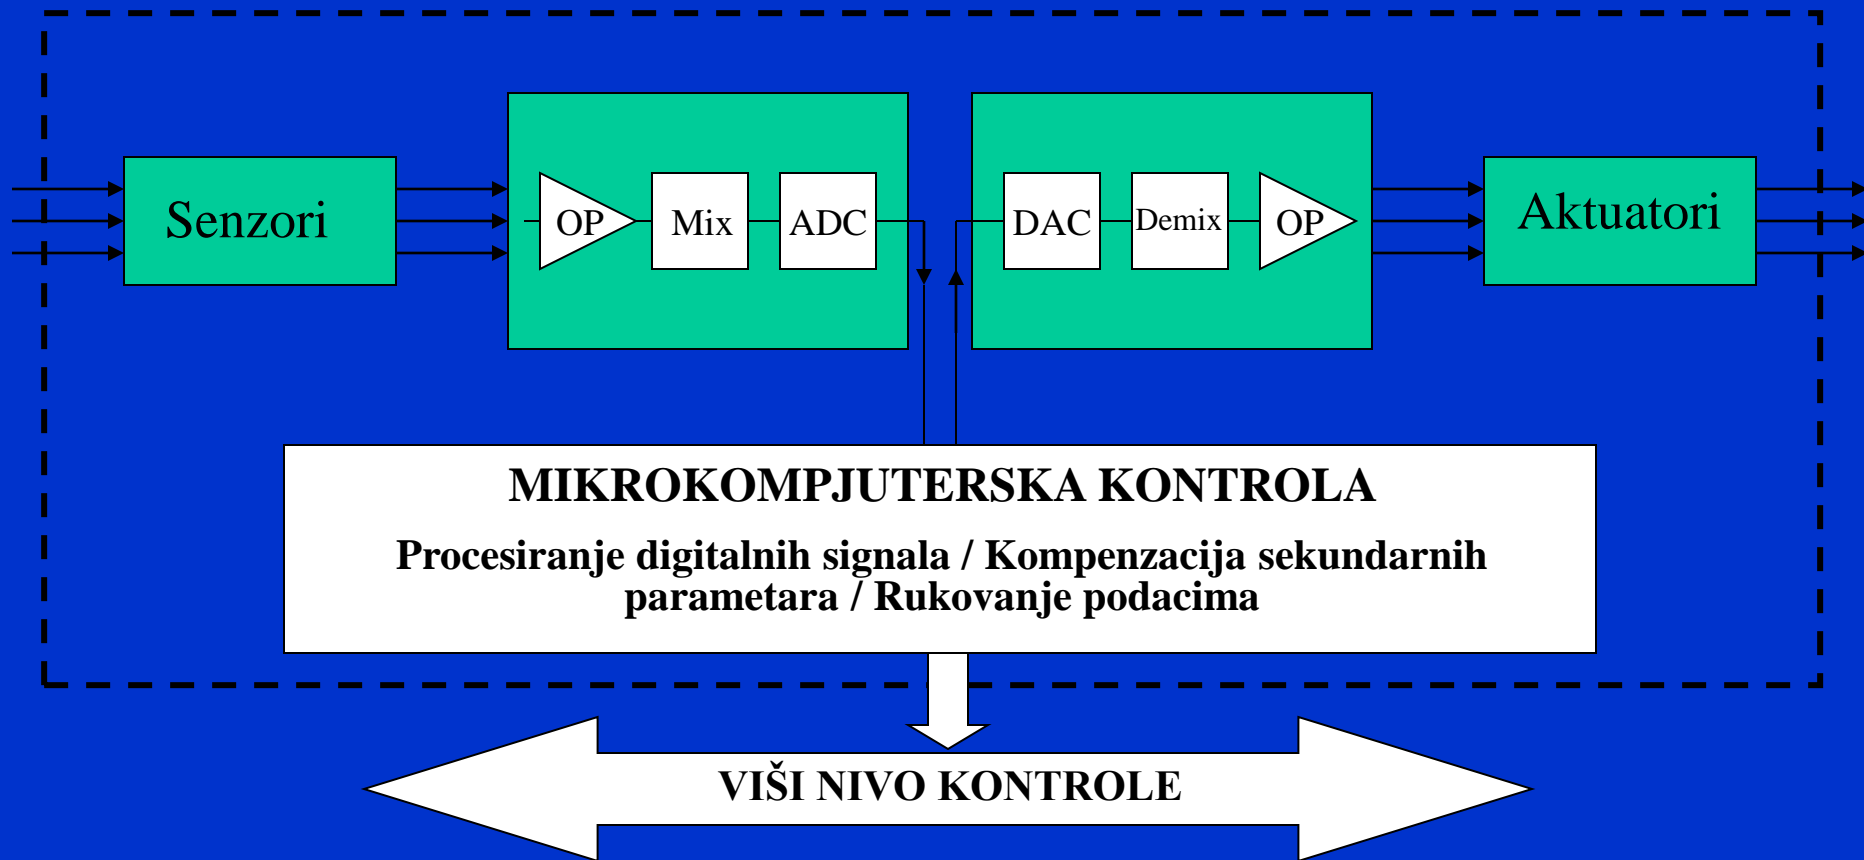 Senzori
OP
Mix
ADC
DAC
Demix
OP
Aktuatori
MIKROKOMPJUTERSKA KONTROLA
Procesiranje digitalnih signala / Kompenzacija sekundarnih
parametara / Rukovanje podacima
VIŠI NIVO KONTROLE